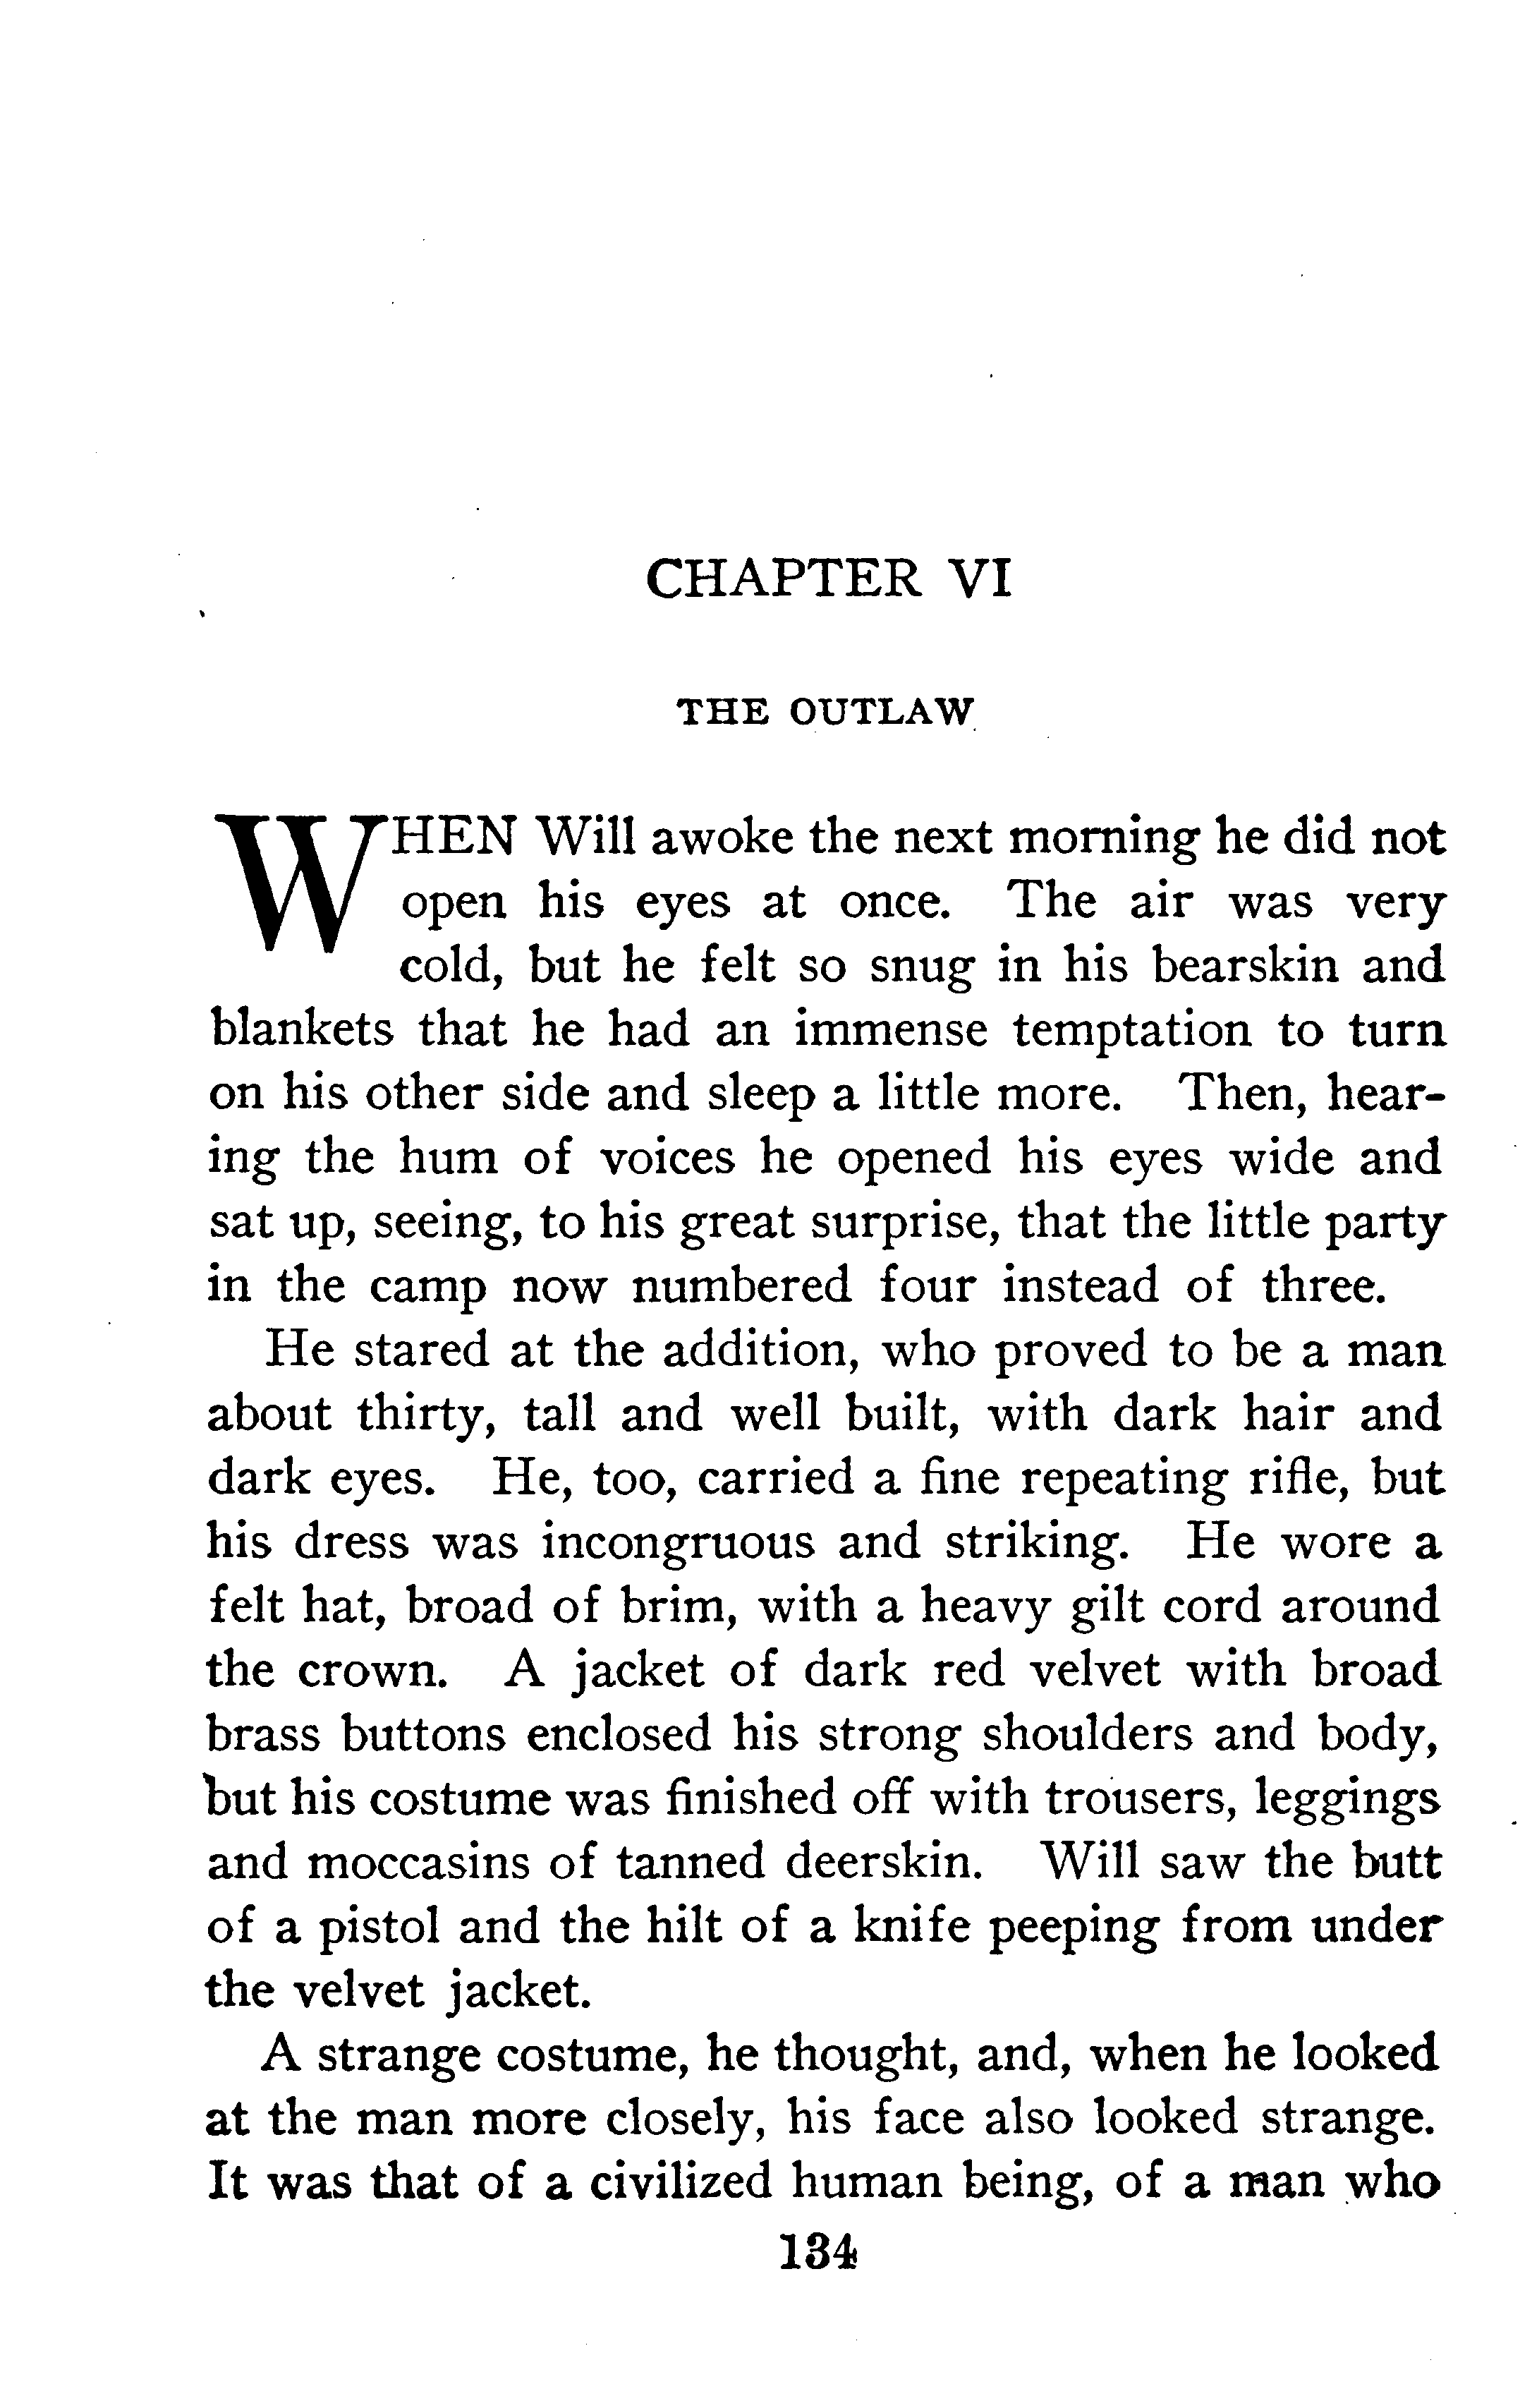 CHAPTER VI
THE OUTLAW
WHEN Will awoke the next morning he did not
open his eyes at once. The air was very
cold, but he felt so snug in his bearskin and
blankets that he had an immense temptation to turn
on his other side and sleep a little more. Then, hear-
ing the hum of voices he opened his eyes wide and
sat up, seeing, to his great surprise, that the little party
in the camp now numbered four instead of three.
He stared at the addition, who proved to be a man
about thirty, tall and well built, with dark hair and
dark eyes. He, too, carried a fine repeating rifle, but
his dress was incongruous and striking. He wore a
felt hat, broad of brim, with a heavy gilt cord around
the crown. A jacket of dark red velvet with broad
brass buttons enclosed his strong shoulders and body,
but his costume was finished off with trousers, leggings
and moccasins of tanned deerskin. Will saw the butt
of a pistol and the hilt of a knife peeping from under
the velvet jacket.
A strange costume, he thought, and, when he looked
at the man more closely, his face also looked strange.
It was that of a civilized human being, of a man who
134